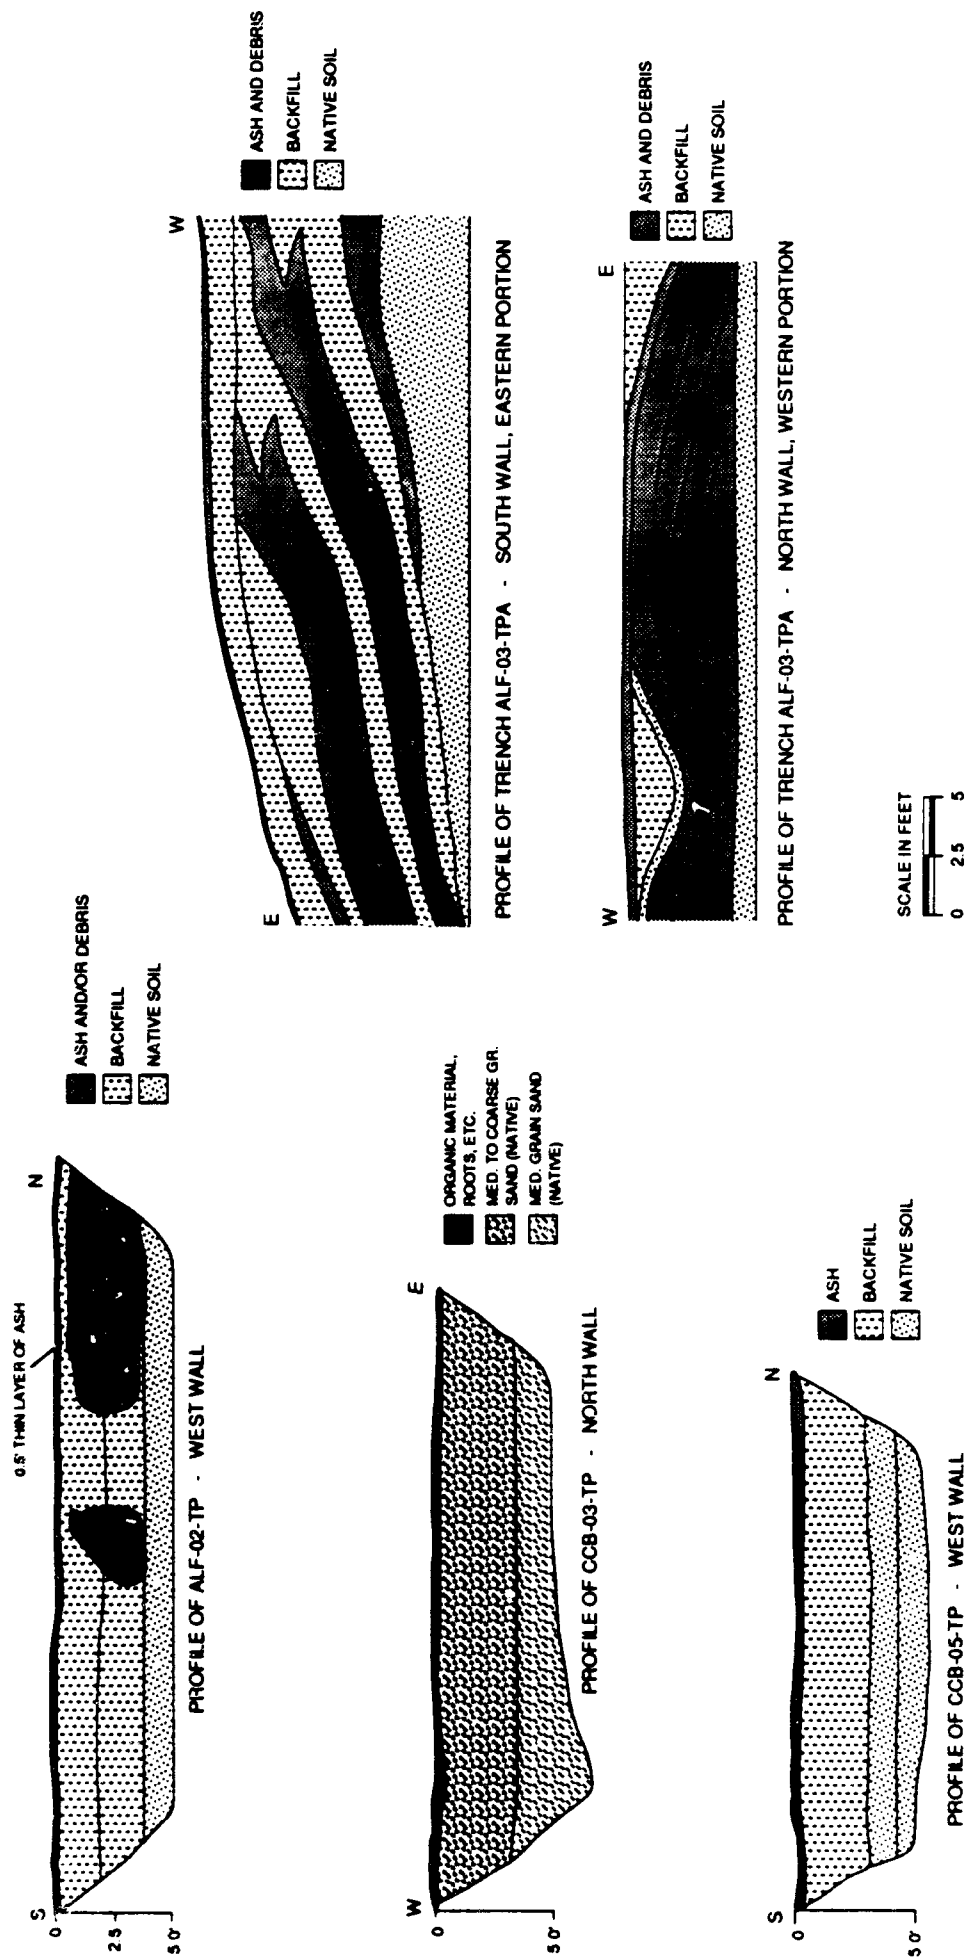 S
N
0
2.5
5 0'
0.5' THIN LAYER OF ASH
ASH AND/OR DEBRIS
BACKFILL
NATIVE SOIL
PROFILE OF ALF-02-TP - WEST WALL
W
E
0
5 0'
ORGANIC MATERIAL,
ROOTS, ETC.
MED. TO COARSE GR.
SAND (NATIVE)
MED. GRAIN SAND
(NATIVE)
PROFILE OF CCB-03-TP - NORTH WALL
S
N
0
5 0'
ASH
BACKFILL
NATIVE SOIL
PROFILE OF CCB-05-TP - WEST WALL
E
W
ASH AND DEBRIS
BACKFILL
NATIVE SOIL
PROFILE OF TRENCH ALF-03-TPA - SOUTH WALL, EASTERN PORTION
W
E
ASH AND DEBRIS
BACKFILL
NATIVE SOIL
PROFILE OF TRENCH ALF-03-TPA - NORTH WALL, WESTERN PORTION
SCALE IN FEET
0 2.5 5